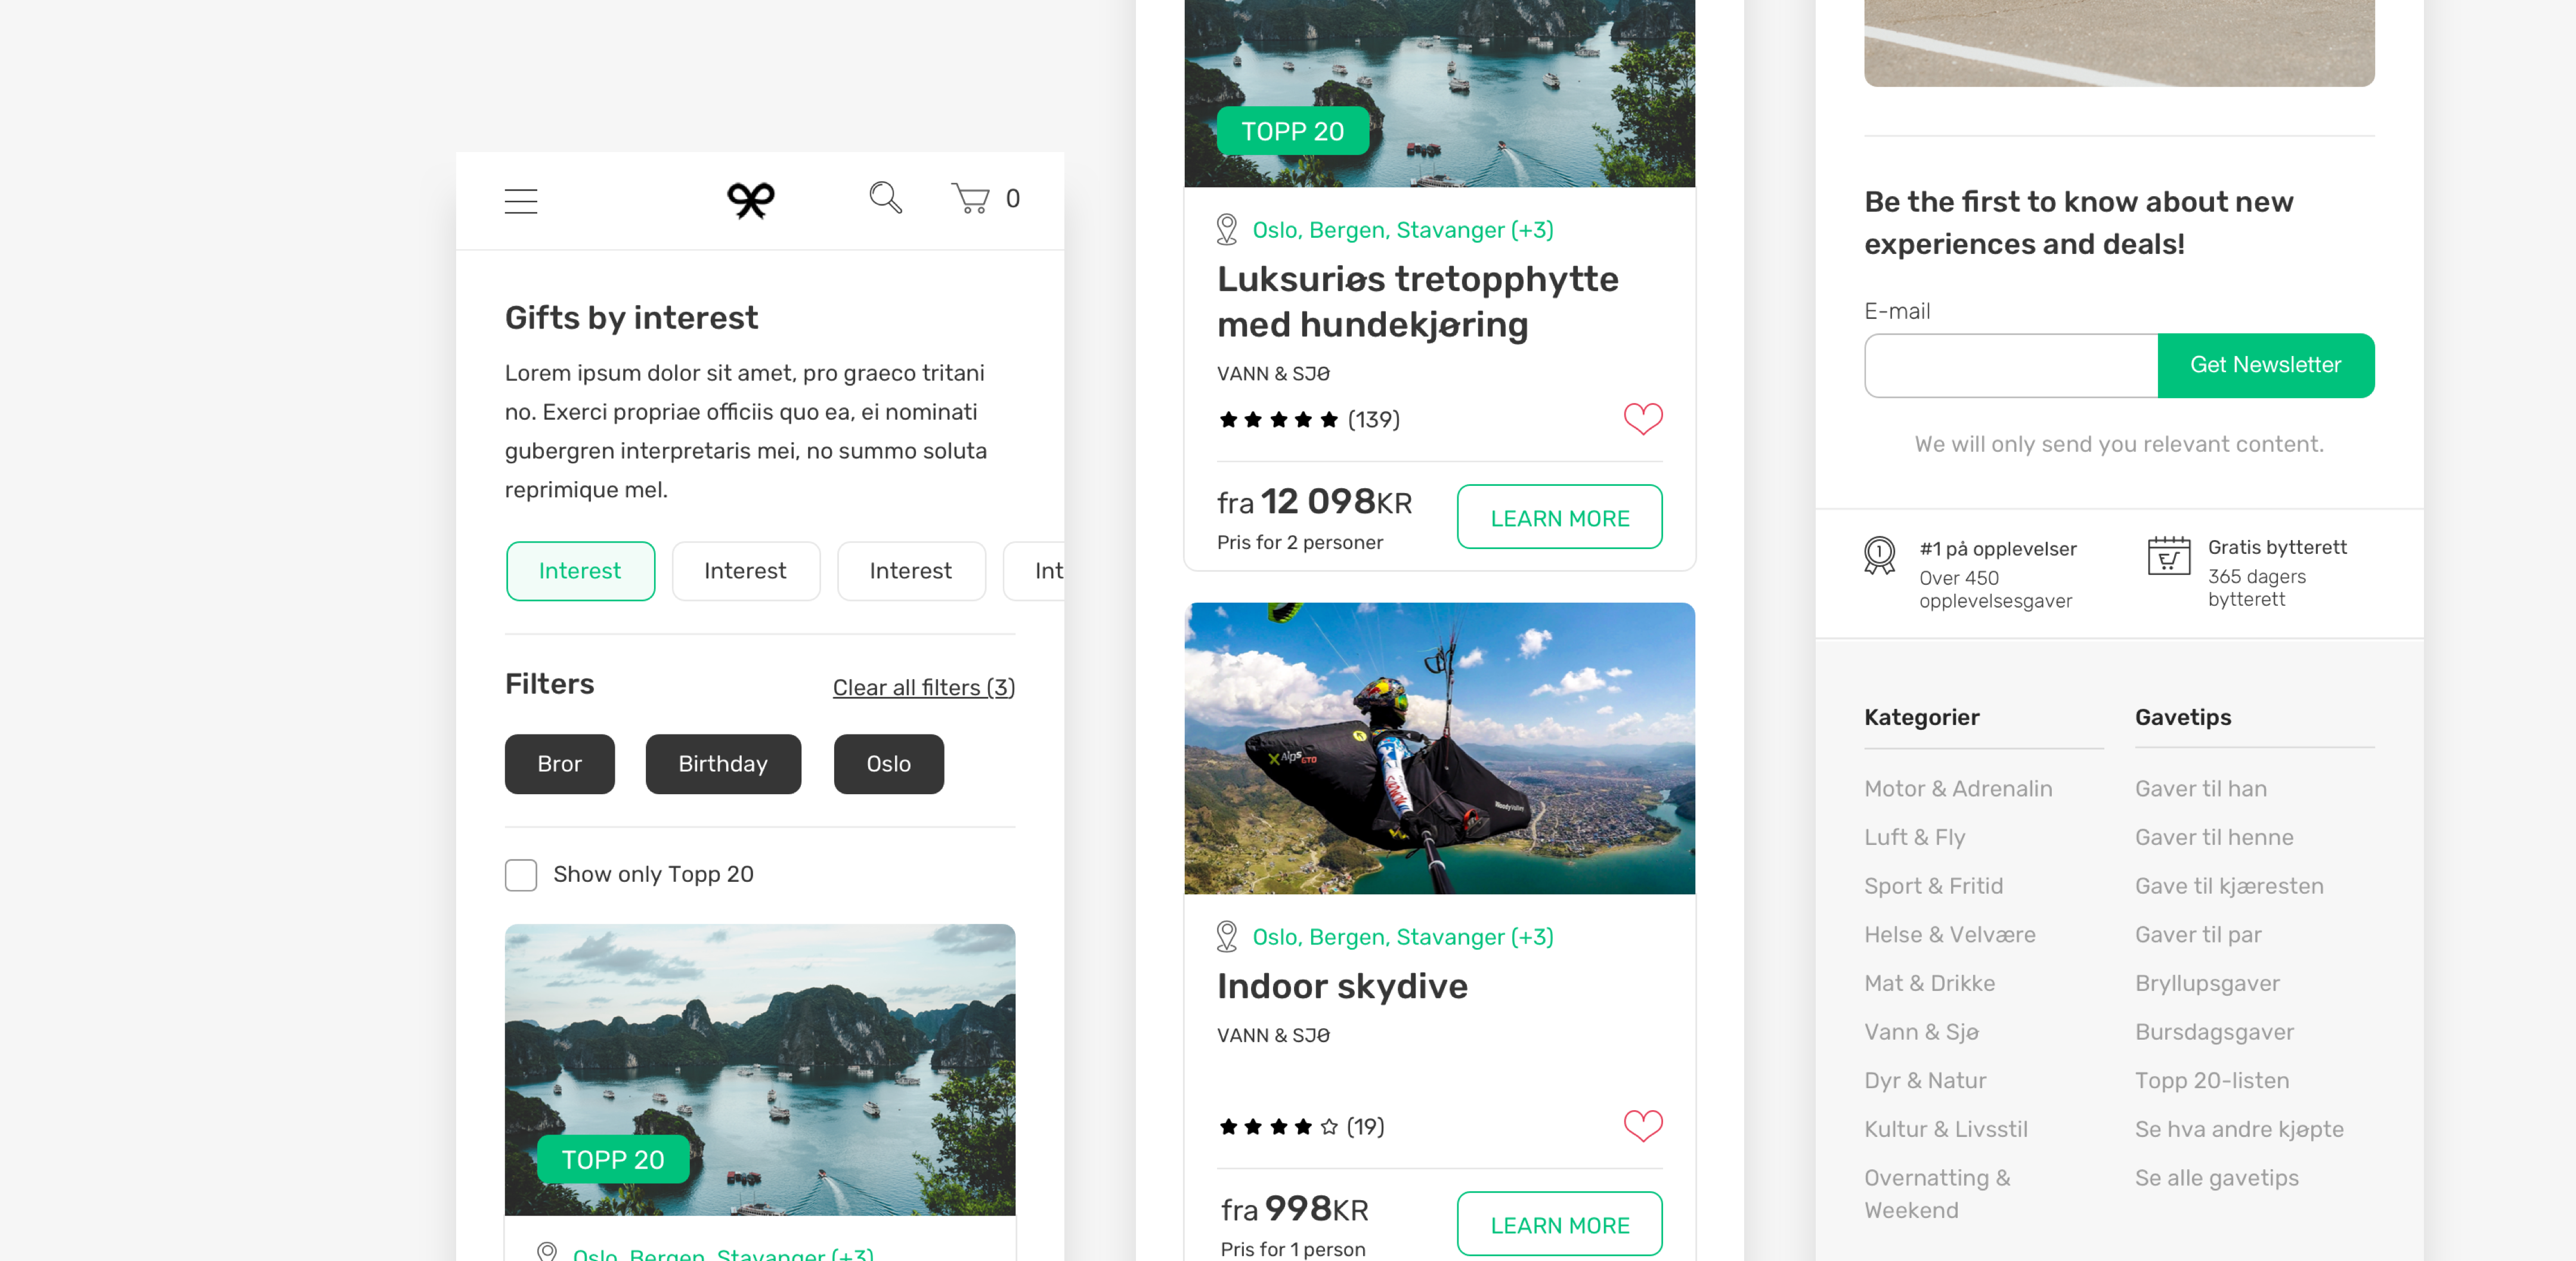 0
Gifts by interest
Lorem ipsum dolor sit amet, pro graeco tritani
no. Exerci propriae officiis quo ea, ei nominati
gubergren interpretaris mei, no summo soluta
reprimique mel.
Interest
Interest
Interest
Int
Filters
Clear all filters (3)
Bror
Birthday
Oslo
Show only Topp 20
TOPP 20
Oslo, Bergen, Stavanger (+3)
TOPP 20
Oslo, Bergen, Stavanger (+3)
Luksuriøs tretopphytte
med hundekjøring
VANN & SJØ
(139)
fra 12 098KR
Pris for 2 personer
LEARN MORE
XAlps GTO
Oslo, Bergen, Stavanger (+3)
Indoor skydive
VANN & SJØ
(19)
fra 998KR
Pris for 1 person
LEARN MORE
Be the first to know about new
experiences and deals!
E-mail
Get Newsletter
We will only send you relevant content.
1
#1 på opplevelser
Over 450
opplevelsesgaver
Gratis bytterett
365 dagers
bytterett
Kategorier
Motor & Adrenalin
Luft & Fly
Sport & Fritid
Helse & Velvære
Mat & Drikke
Vann & Sjø
Dyr & Natur
Kultur & Livsstil
Overnatting &
Weekend
Gavetips
Gaver til han
Gaver til henne
Gave til kjæresten
Gaver til par
Bryllupsgaver
Bursdagsgaver
Topp 20-listen
Se hva andre kjøpte
Se alle gavetips